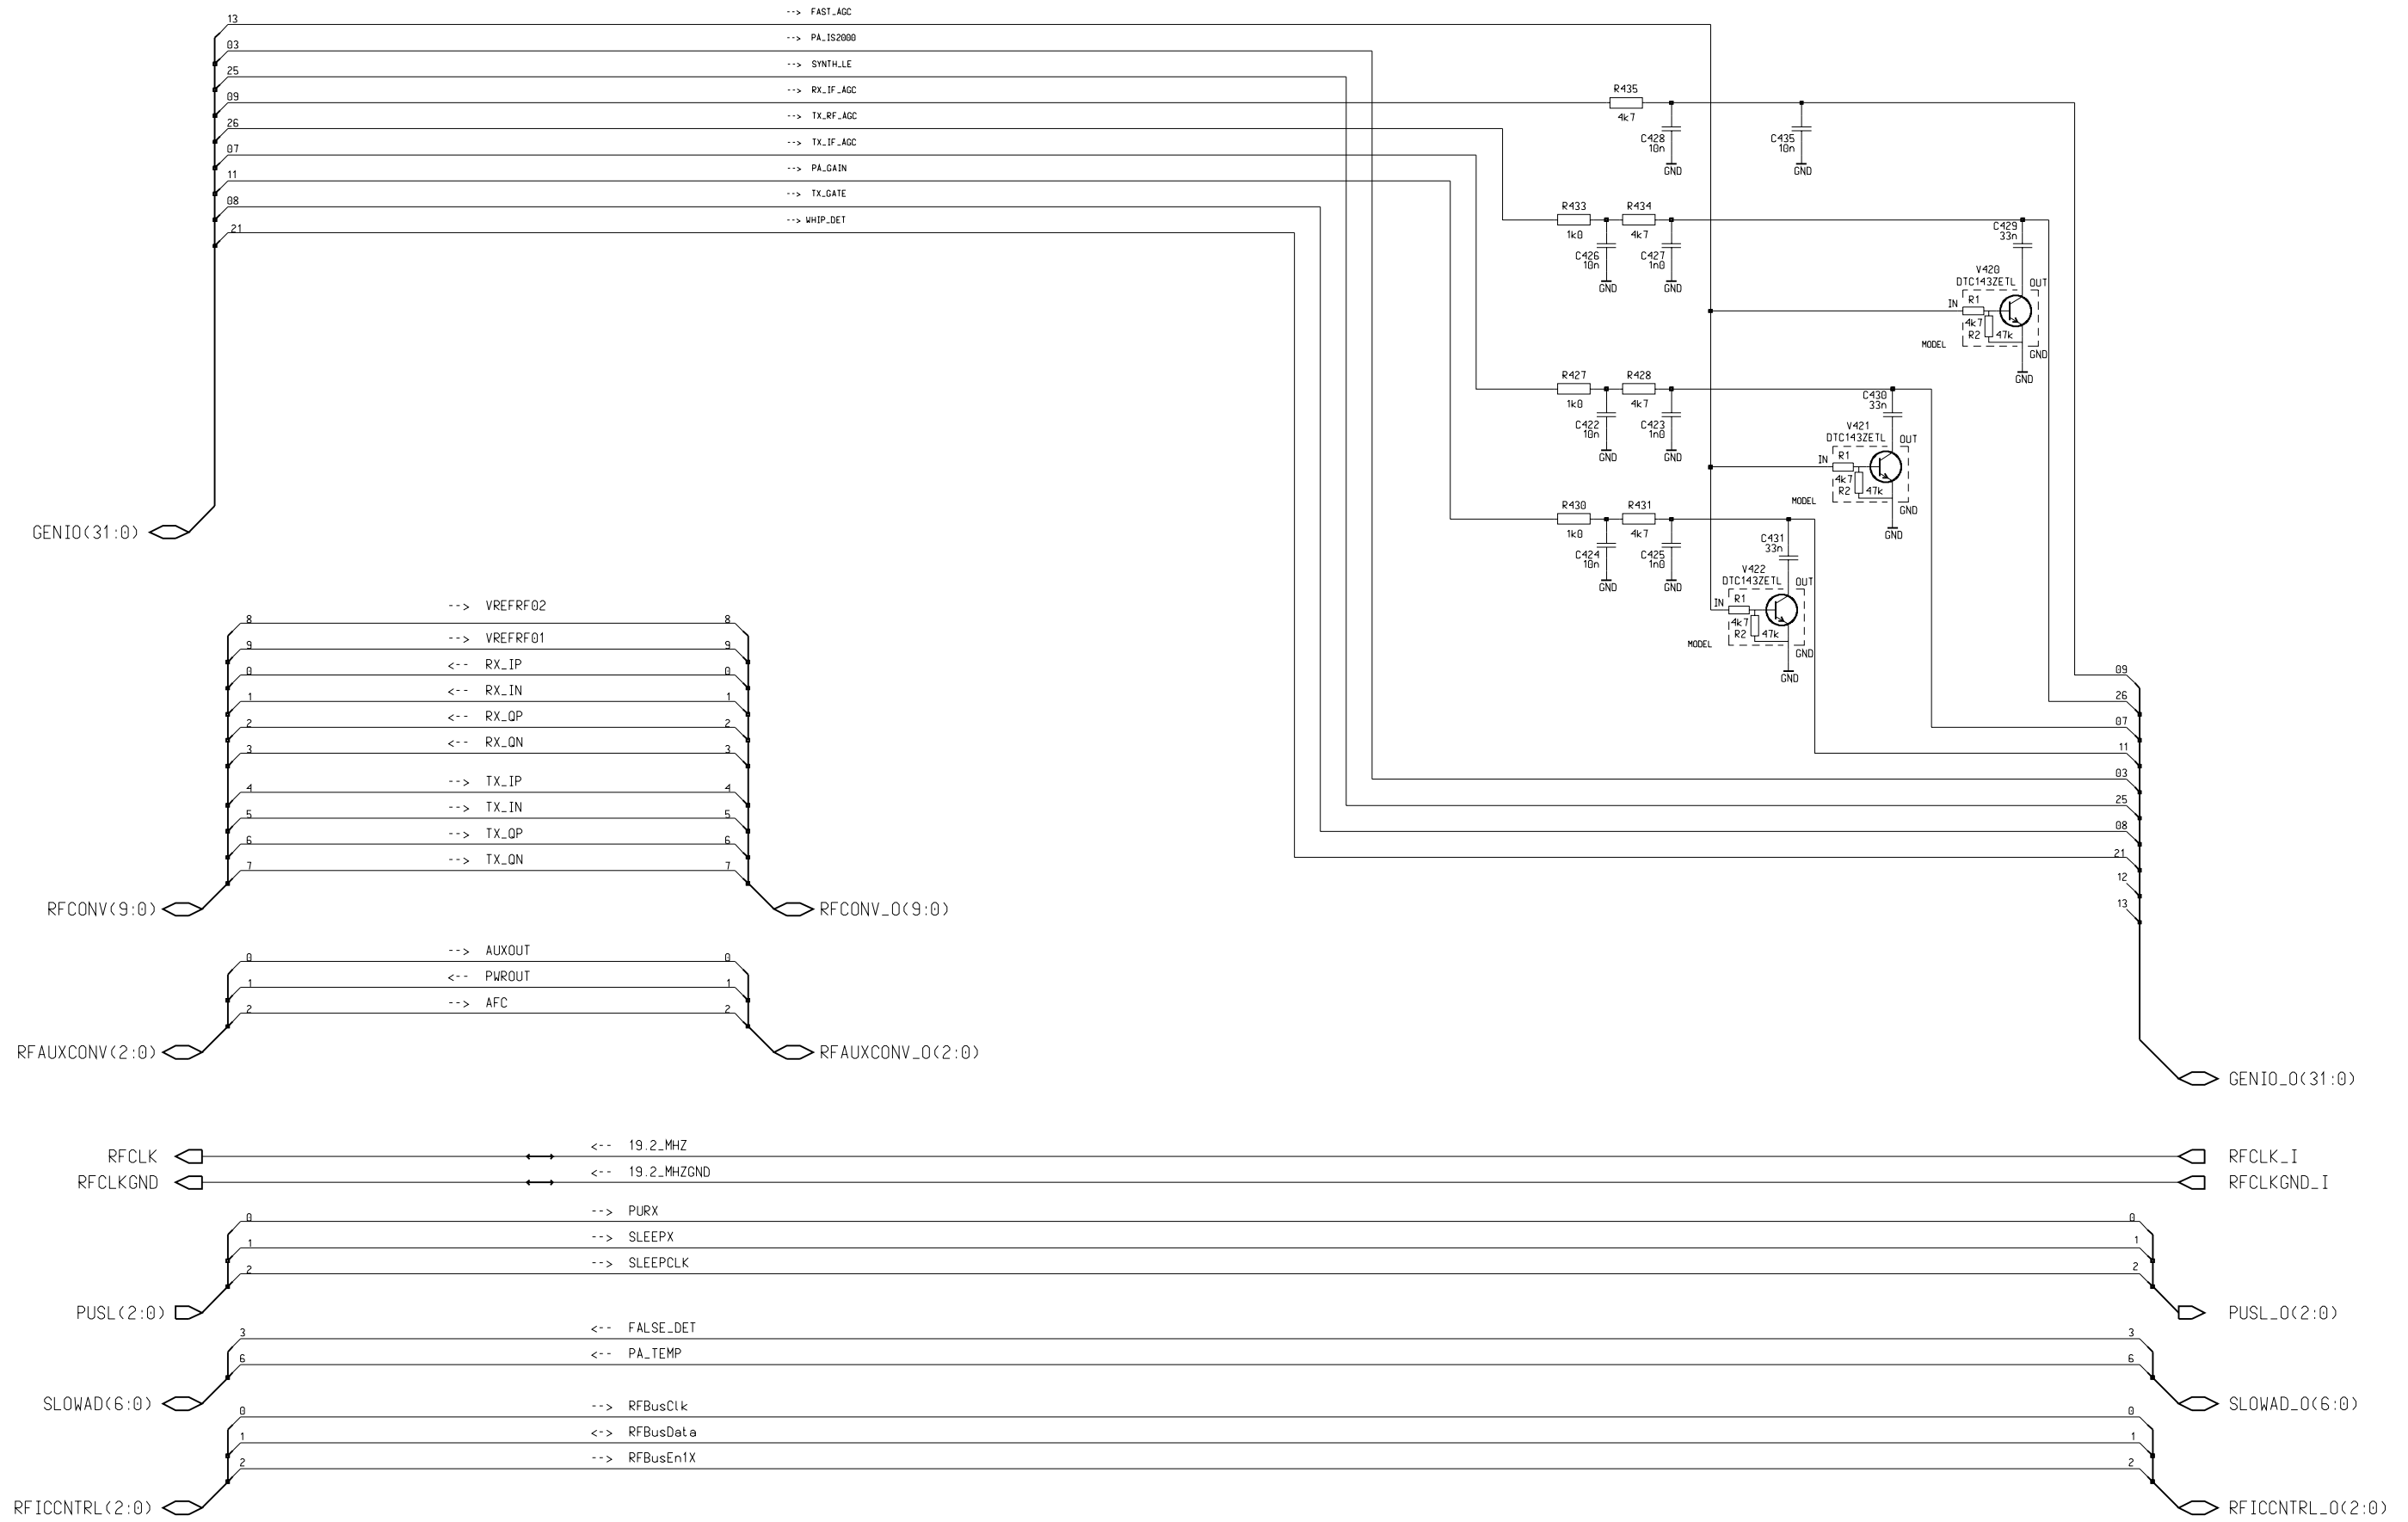 13 --> FAST_AGC
03 --> PA_IS2000
25 --> SYNTH_LE
09 --> RX_IF_AGC
26 --> TX_RF_AGC
07 --> TX_IF_AGC
11 --> PA_GAIN
08 --> TX_GATE
21 --> WHIP_DET
GENIO(31:0)
R435
4k7
C428
10n
GND
C435
10n
GND
R433
1k0
R434
4k7
C426
10n
GND
C427
1n0
GND
C429
33n
V420
DTC143ZETL
OUT
IN
R1
4k7
R2
47k
MODEL
GND
GND
R427
1k0
R428
4k7
C422
10n
GND
C423
1n0
GND
C430
33n
V421
DTC143ZETL
OUT
IN
R1
4k7
R2
47k
MODEL
GND
GND
R430
1k0
R431
4k7
C424
10n
GND
C425
1n0
GND
C431
33n
V422
DTC143ZETL
OUT
IN
R1
4k7
R2
47k
MODEL
GND
GND
09
26
07
11
03
25
08
21
12
13
GENIO_O(31:0)
8 --> VREFRF02 8
9 --> VREFRF01 9
0 <-- RX_IP 0
1 <-- RX_IN 1
2 <-- RX_QP 2
3 <-- RX_QN 3
4 --> TX_IP 4
5 --> TX_IN 5
6 --> TX_QP 6
7 --> TX_QN 7
RFCONV(9:0) RFCONV_O(9:0)
0 --> AUXOUT 0
1 <-- PWROUT 1
2 --> AFC 2
RFAUXCONV(2:0) RFAUXCONV_O(2:0)
RFCLK <-- 19.2_MHZ RFCLK_I
RFCLKGND <-- 19.2_MHZGND RFCLKGND_I
0 --> PURX 0
1 --> SLEEPX 1
2 --> SLEEPCLK 2
PUSL(2:0) PUSL_O(2:0)
3 <-- FALSE_DET 3
6 <-- PA_TEMP 6
SLOWAD(6:0) SLOWAD_O(6:0)
0 --> RFBusClk 0
1 <-> RFBusData 1
2 --> RFBusEn1X 2
RFICCNTRL(2:0) RFICCNTRL_O(2:0)